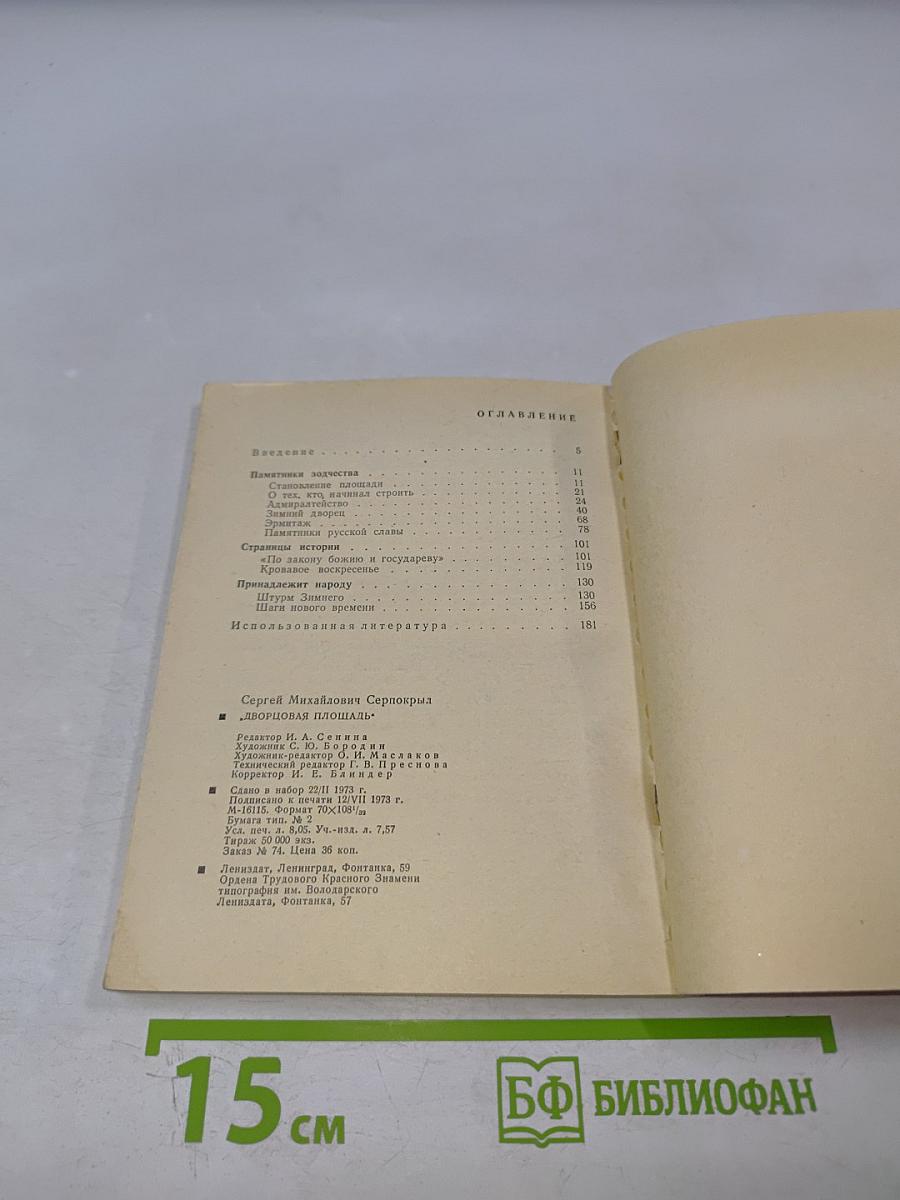 ОГЛАВЛЕНИЕ
Введение . . . . . . . . . . . . . . . . . . . 5
Памятники зодчества . . . . . . . . . . . . . . . 11
Становление площади . . . . . . . . . . . . . 11
О тех, кто начинал строить . . . . . . . . . . . 21
Адмиралтейство . . . . . . . . . . . . . . . 24
Зимний дворец . . . . . . . . . . . . . . . 40
Эрмитаж . . . . . . . . . . . . . . . . . 68
Памятники русской славы . . . . . . . . . . . 78
Страницы истории . . . . . . . . . . . . . . . 101
«По закону божию и государеву» . . . . . . . . . 101
Кровавое воскресенье . . . . . . . . . . . . . 119
Принадлежит народу . . . . . . . . . . . . . . 130
Штурм Зимнего . . . . . . . . . . . . . . . 130
Шаги нового времени . . . . . . . . . . . . . 156
Использованная литература . . . . . . . . . 181
Сергей Михайлович Серпокрыл
„ДВОРЦОВАЯ ПЛОЩАДЬ“
Редактор И. А. Сенина
Художник С. Ю. Бородин
Художник-редактор О. И. Маслаков
Технический редактор Г. В. Преснова
Корректор И. Е. Блиндер
Сдано в набор 22/II 1973 г.
Подписано к печати 12/VII 1973 г.
М-16115. Формат 70×108¹/₃₂
Бумага тип. № 2
Усл. печ. л. 8,05. Уч.-изд. л. 7,57
Тираж 50 000 экз.
Заказ № 74. Цена 36 коп.
Лениздат, Ленинград, Фонтанка, 59
Ордена Трудового Красного Знамени
типография им. Володарского
Лениздата, Фонтанка, 57
15 см
БФ БИБЛИОФАН